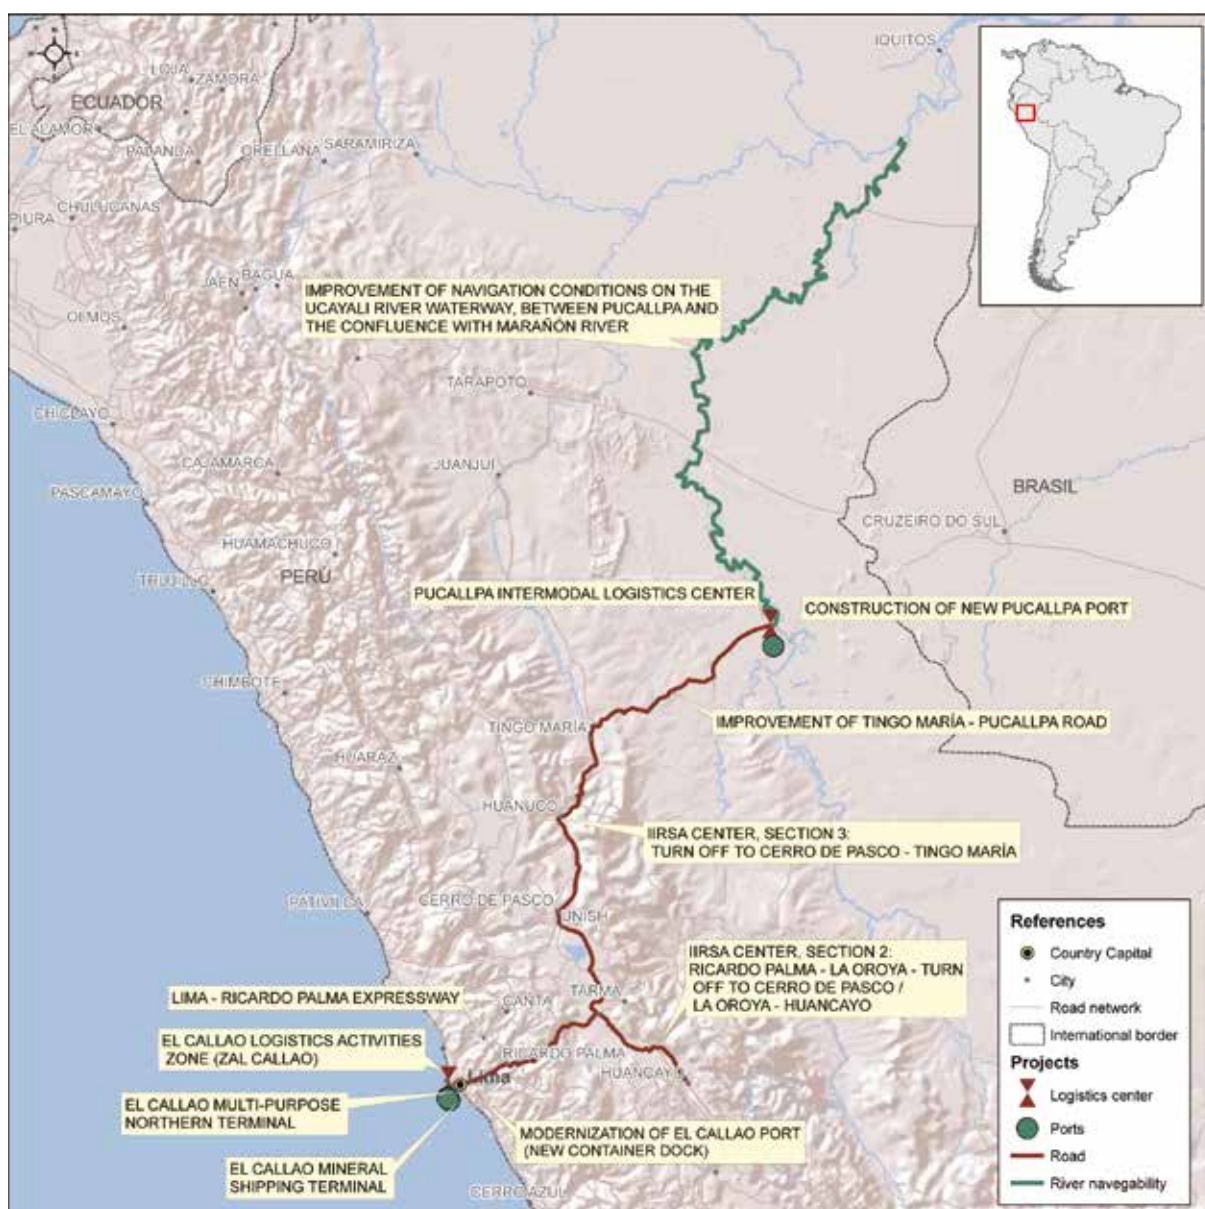 IQUITOS
LOJA
ZAMORA
ECUADOR
EL ALAMOR
PALANDA
ORELLANA
SARAMIRIZA
PIURA
CHULUCANAS
JAEN
BAGUA
OLMOS
IMPROVEMENT OF NAVIGATION CONDITIONS ON THE
UCAYALI RIVER WATERWAY, BETWEEN PUCALLPA AND
THE CONFLUENCE WITH MARAÑÓN RIVER
TARAPOTO
CHICLAYO
CAJAMARCA
JUANJUI
PASCAMAYO
BRASIL
CRUZEIRO DO SUL
HUAMACHUCO
PERÚ
TRUJILLO
PUCALLPA INTERMODAL LOGISTICS CENTER
CONSTRUCTION OF NEW PUCALLPA PORT
CHIMBOTE
TINGO MARÍA
IMPROVEMENT OF TINGO MARÍA - PUCALLPA ROAD
HUARAZ
HUANUCO
IIRSA CENTER, SECTION 3:
TURN OFF TO CERRO DE PASCO - TINGO MARÍA
PATIVILCA
CERRO DE PASCO
UNISH
IIRSA CENTER, SECTION 2:
RICARDO PALMA - LA OROYA - TURN
OFF TO CERRO DE PASCO /
LA OROYA - HUANCAYO
LIMA - RICARDO PALMA EXPRESSWAY
CANTA
TARMA
EL CALLAO LOGISTICS ACTIVITIES
ZONE (ZAL CALLAO)
RICARDO PALMA
HUANCAY
Lima
EL CALLAO MULTI-PURPOSE
NORTHERN TERMINAL
MODERNIZATION OF EL CALLAO PORT
(NEW CONTAINER DOCK)
EL CALLAO MINERAL
SHIPPING TERMINAL
CERRO AZUL
References
Country Capital
City
Road network
International border
Projects
Logistics center
Ports
Road
River navegability